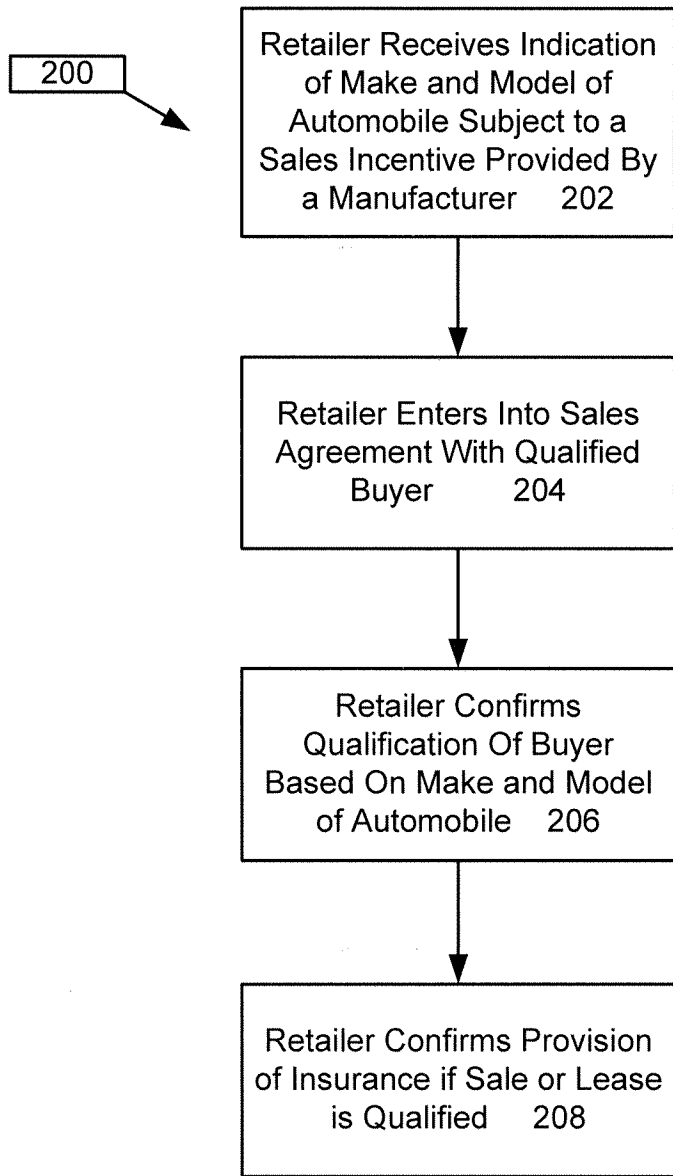 200
Retailer Receives Indication
of Make and Model of
Automobile Subject to a
Sales Incentive Provided By
a Manufacturer 202
Retailer Enters Into Sales
Agreement With Qualified
Buyer 204
Retailer Confirms
Qualification Of Buyer
Based On Make and Model
of Automobile 206
Retailer Confirms Provision
of Insurance if Sale or Lease
is Qualified 208